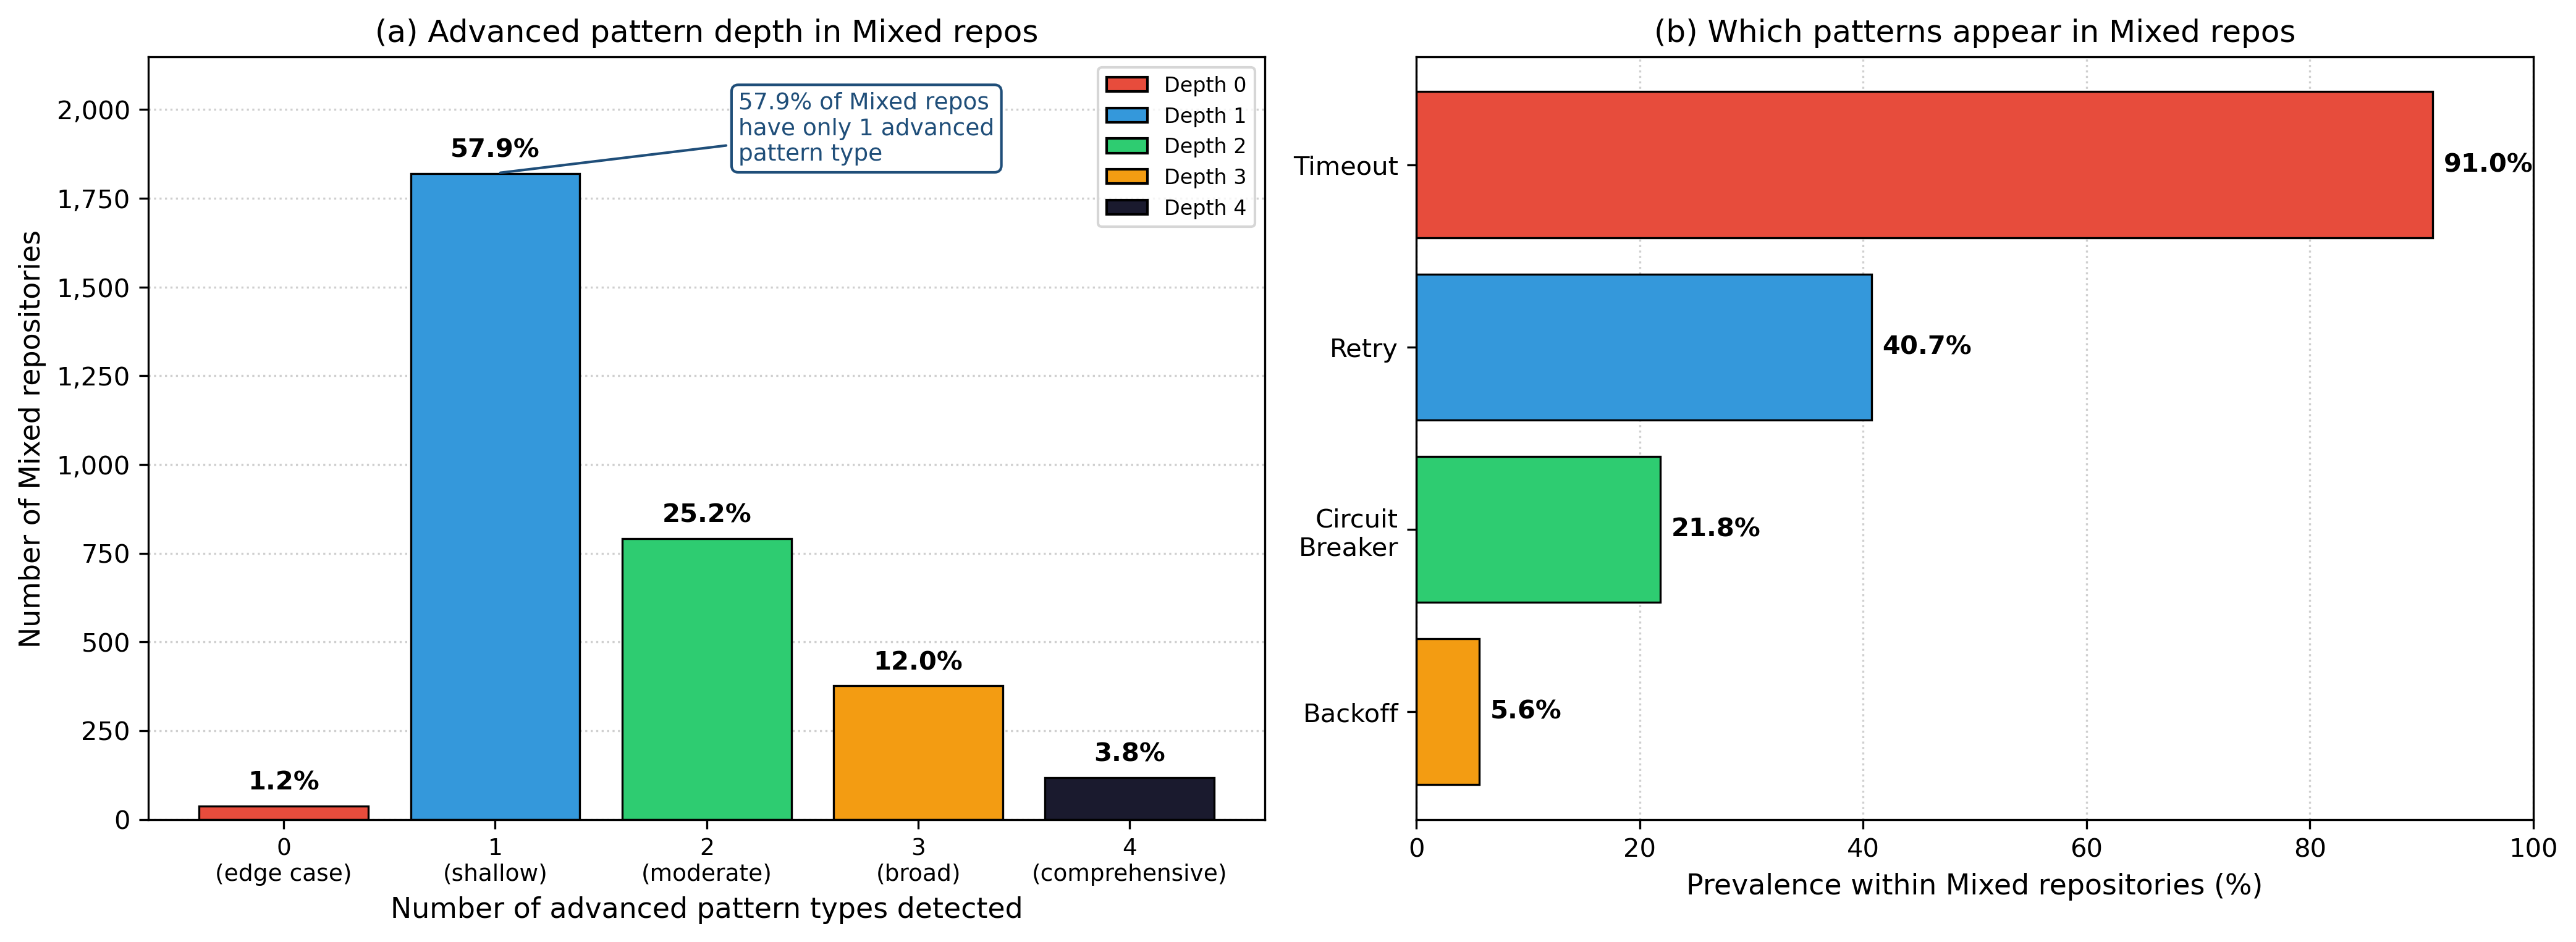 (a) Advanced pattern depth in Mixed repos
Number of Mixed repositories
2,000
1,750
1,500
1,250
1,000
750
500
250
0
1.2%
57.9%
25.2%
12.0%
3.8%
57.9% of Mixed repos
have only 1 advanced
pattern type
Depth 0
Depth 1
Depth 2
Depth 3
Depth 4
0
(edge case)
1
(shallow)
2
(moderate)
3
(broad)
4
(comprehensive)
Number of advanced pattern types detected
(b) Which patterns appear in Mixed repos
Timeout
91.0%
Retry
40.7%
Circuit
Breaker
21.8%
Backoff
5.6%
0
20
40
60
80
100
Prevalence within Mixed repositories (%)